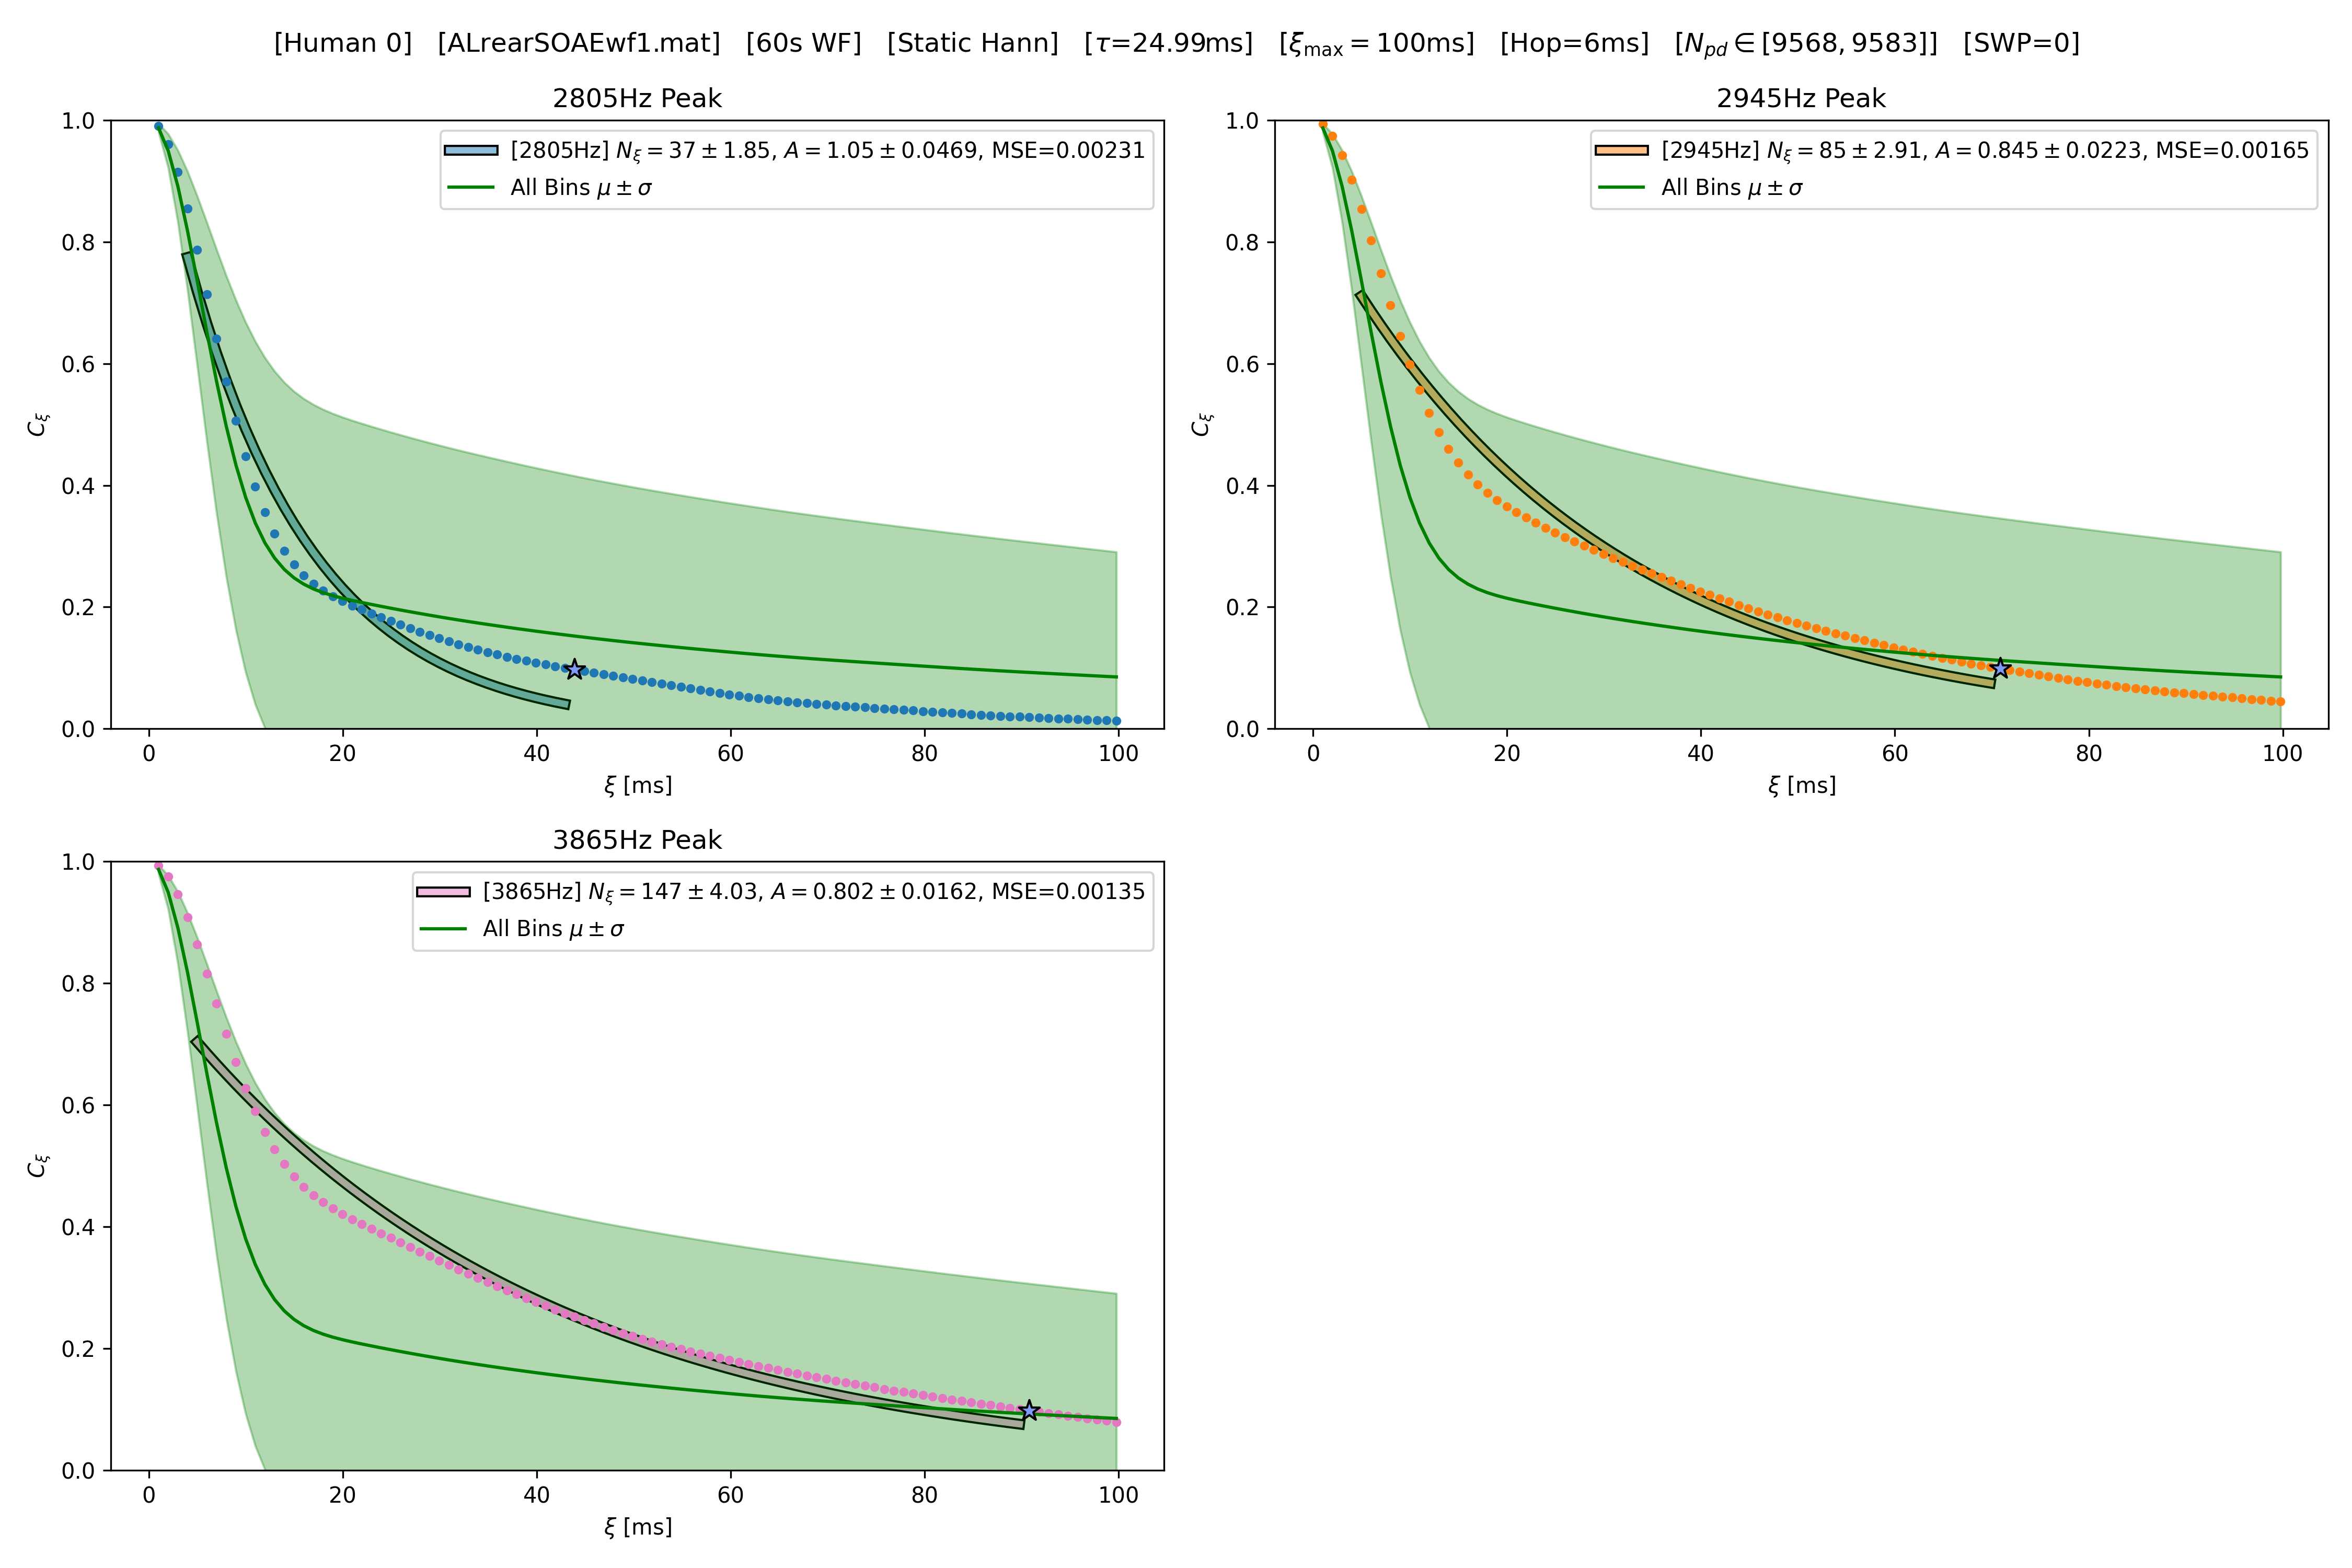 [Human 0] [ALrearSOAEwf1.mat] [60s WF] [Static Hann] [τ=24.99ms] [ξmax = 100ms] [Hop=6ms] [Npd ∈ [9568, 9583]] [SWP=0]
2805Hz Peak
[2805Hz] Nξ = 37 ± 1.85, A = 1.05 ± 0.0469, MSE=0.00231
All Bins μ ± σ
1.0
0.8
0.6
0.4
0.2
0.0
Cξ
0 20 40 60 80 100
ξ [ms]
2945Hz Peak
[2945Hz] Nξ = 85 ± 2.91, A = 0.845 ± 0.0223, MSE=0.00165
All Bins μ ± σ
1.0
0.8
0.6
0.4
0.2
0.0
Cξ
0 20 40 60 80 100
ξ [ms]
3865Hz Peak
[3865Hz] Nξ = 147 ± 4.03, A = 0.802 ± 0.0162, MSE=0.00135
All Bins μ ± σ
1.0
0.8
0.6
0.4
0.2
0.0
Cξ
0 20 40 60 80 100
ξ [ms]